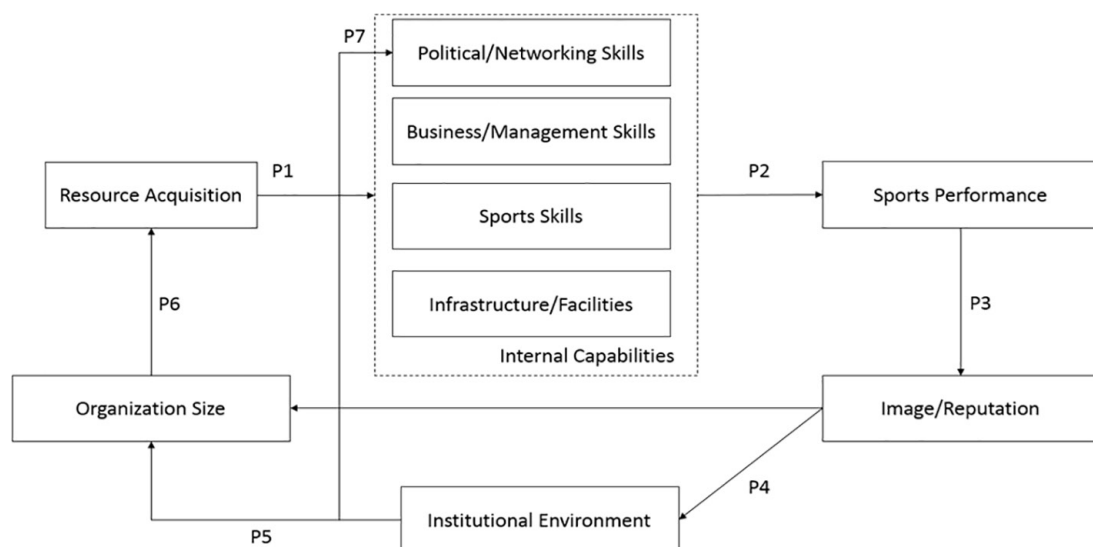 P7
Political/Networking Skills
Business/Management Skills
Resource Acquisition
P1
P2
Sports Performance
Sports Skills
P6
Infrastructure/Facilities
P3
Internal Capabilities
Organization Size
Image/Reputation
P4
Institutional Environment
P5